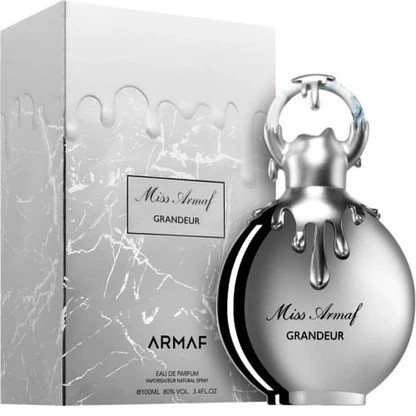 Miss Armaf
GRANDEUR
ARMAF
EAU DE PARFUM
VAPORISATEUR NATURAL SPRAY
℮100ML 80% VOL. 3.4FL.OZ.
Miss Armaf
GRANDEUR